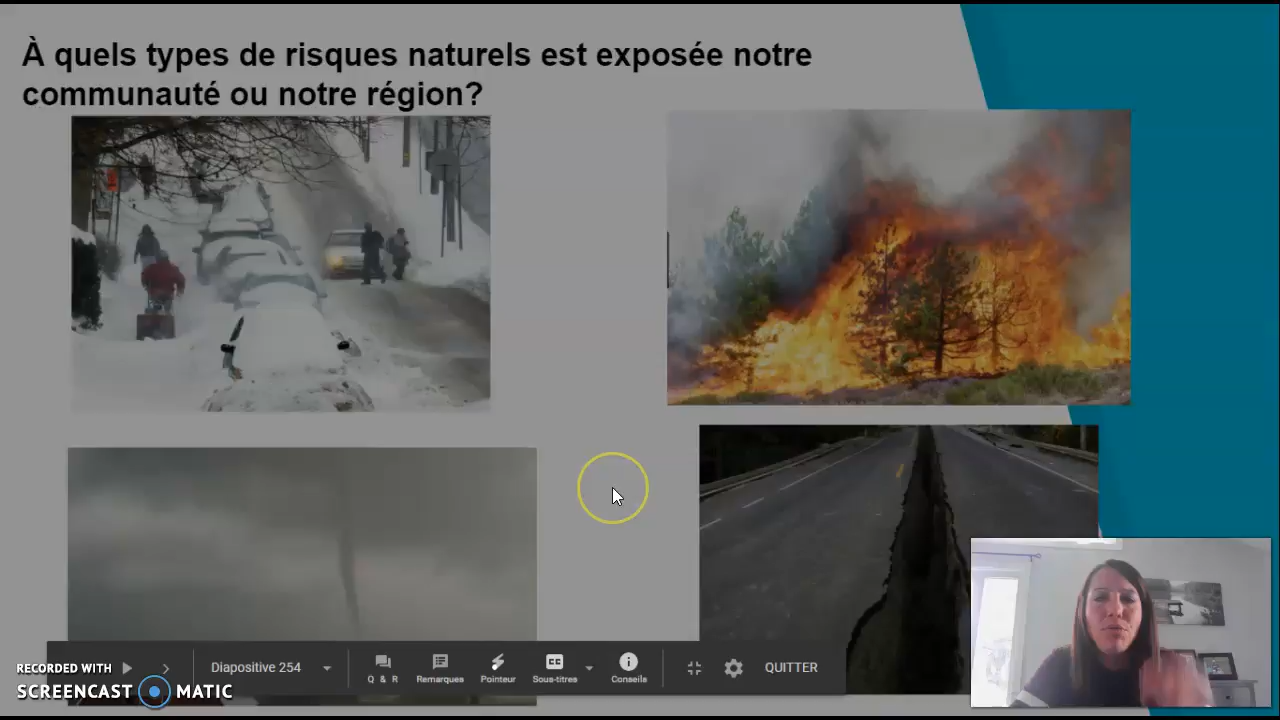 À quels types de risques naturels est exposée notre
communauté ou notre région?
Diapositive 254
Q & R
Remarques
Pointeur
CC
Sous-titres
Conseils
QUITTER
RECORDED WITH
SCREENCAST MATIC